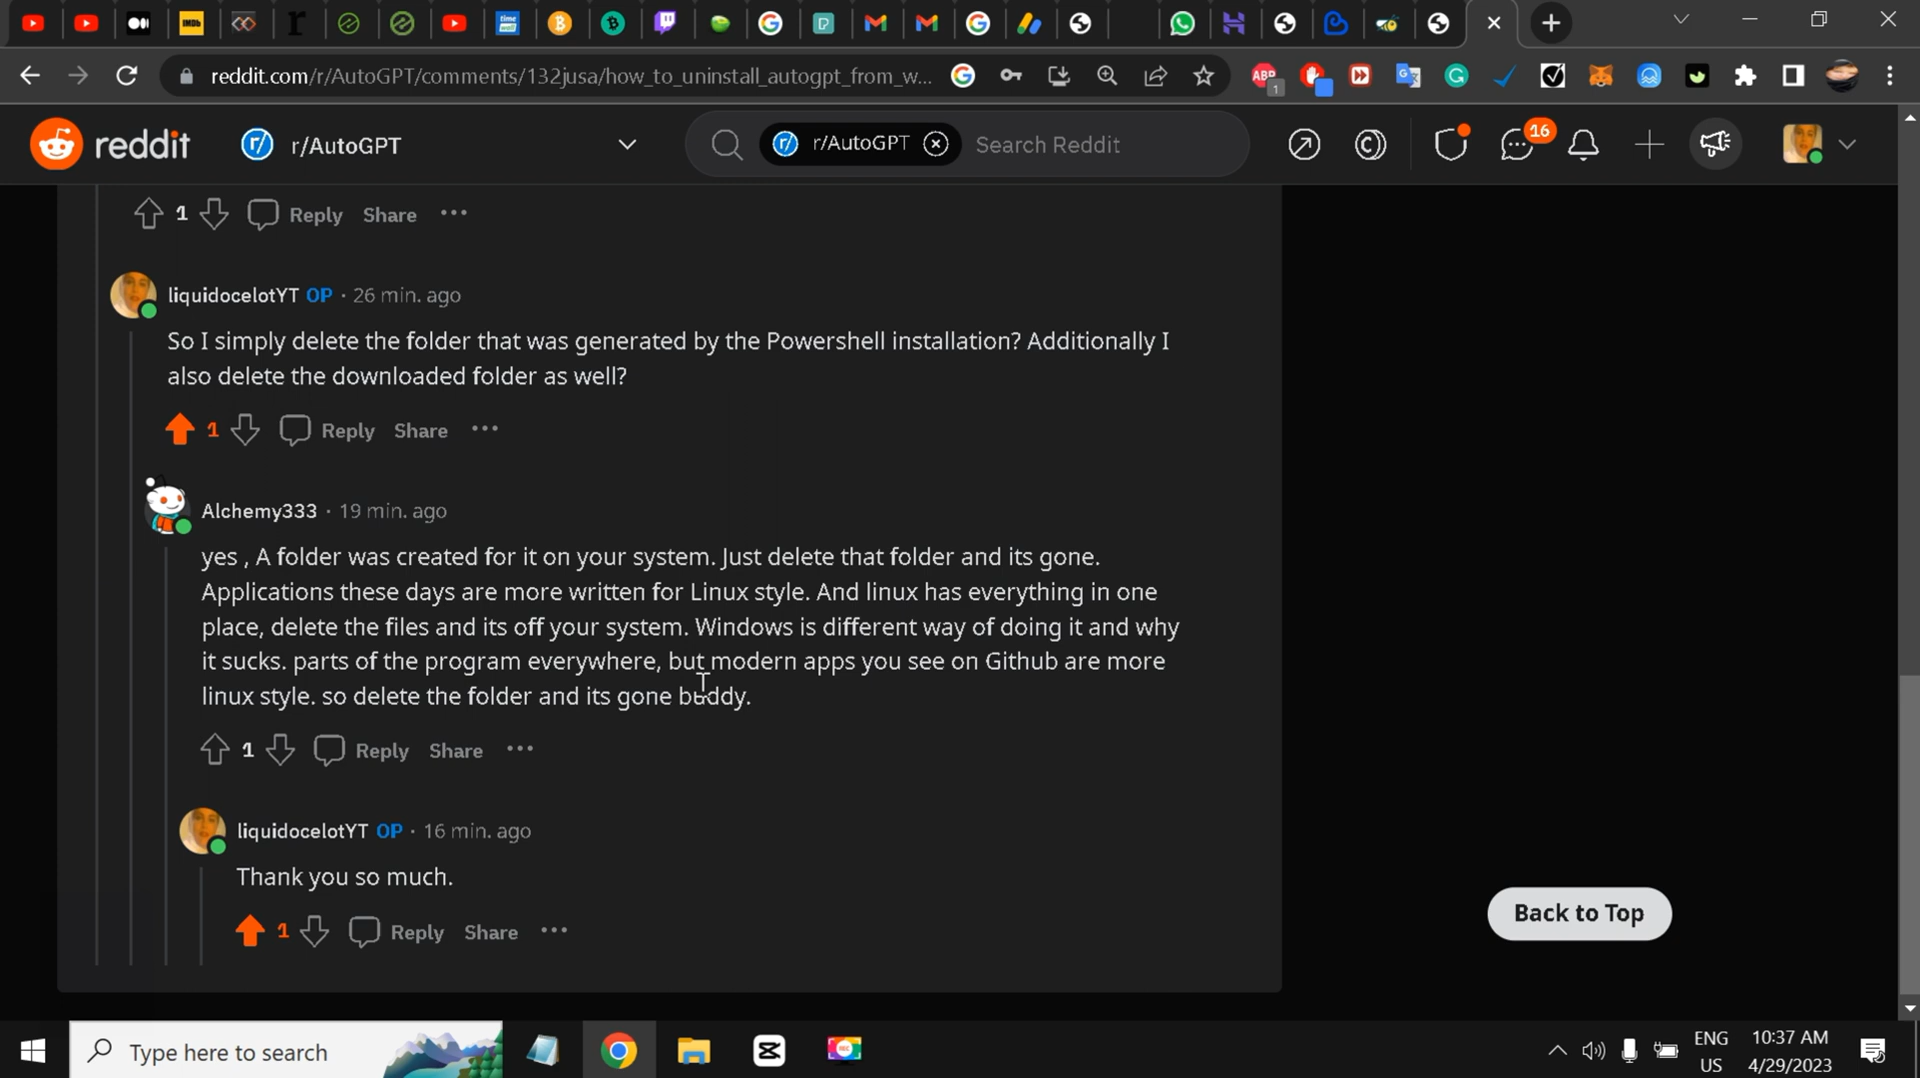 reddit.com/r/AutoGPT/comments/132jusa/how_to_uninstall_autogpt_from_w...
ABP
1
reddit
r/AutoGPT
r/AutoGPT
Search Reddit
16
1
Reply
Share
liquidocelotYT OP · 26 min. ago
So I simply delete the folder that was generated by the Powershell installation? Additionally I
also delete the downloaded folder as well?
1
Reply
Share
Alchemy333 · 19 min. ago
yes , A folder was created for it on your system. Just delete that folder and its gone.
Applications these days are more written for Linux style. And linux has everything in one
place, delete the files and its off your system. Windows is different way of doing it and why
it sucks. parts of the program everywhere, but modern apps you see on Github are more
linux style. so delete the folder and its gone buddy.
1
Reply
Share
liquidocelotYT OP · 16 min. ago
Thank you so much.
1
Reply
Share
Back to Top
Type here to search
ENG
US
10:37 AM
4/29/2023